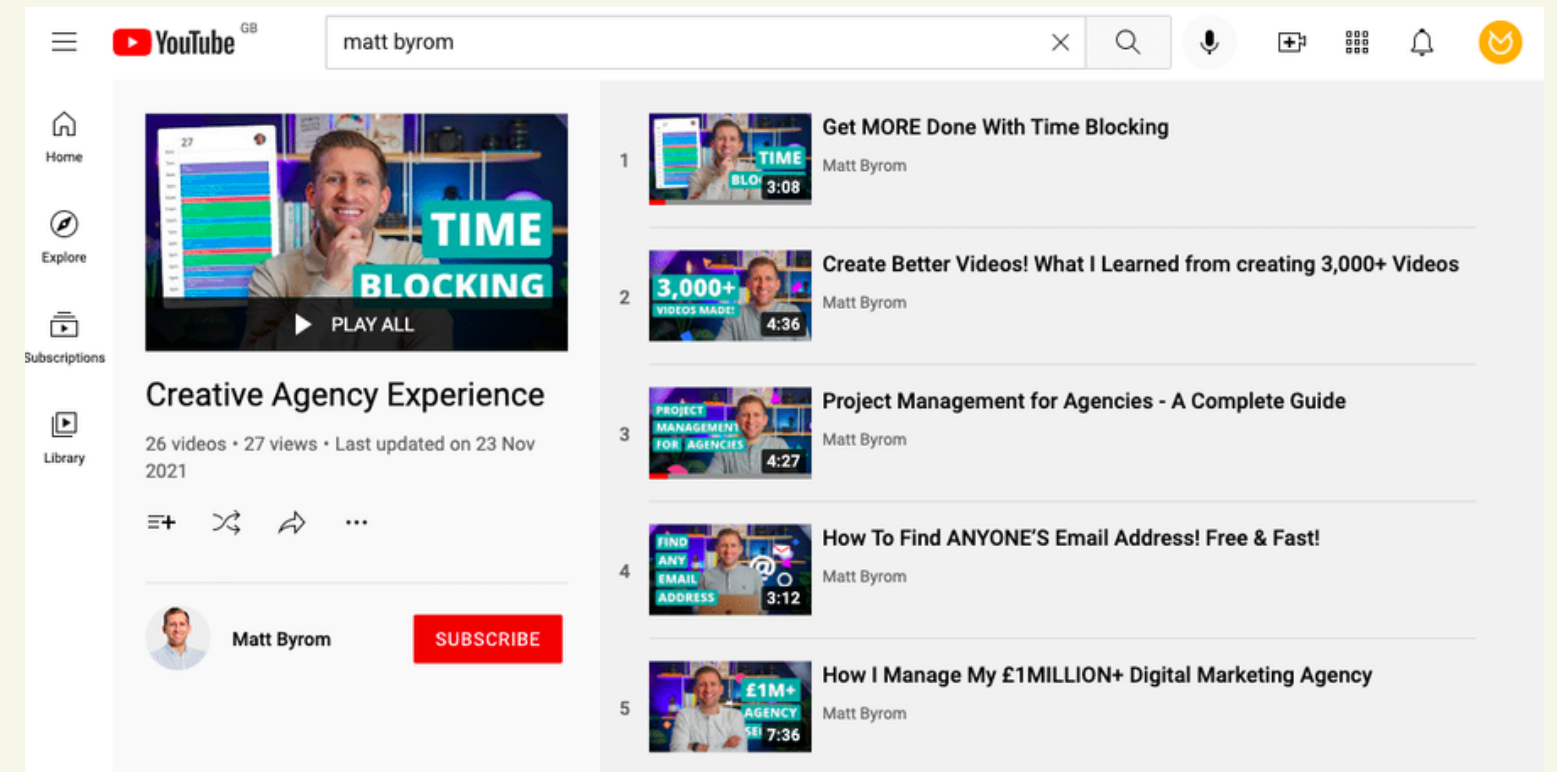 YouTube GB
matt byrom
Home
Explore
Subscriptions
Library
27
TIME
BLOCKING
PLAY ALL
Creative Agency Experience
26 videos • 27 views • Last updated on 23 Nov
2021
Matt Byrom
SUBSCRIBE
1
TIME
BLO
3:08
Get MORE Done With Time Blocking
Matt Byrom
2
3,000+
VIDEOS MADE!
4:36
Create Better Videos! What I Learned from creating 3,000+ Videos
Matt Byrom
3
PROJECT
MANAGEMENT
FOR AGENCIES
4:27
Project Management for Agencies - A Complete Guide
Matt Byrom
4
FIND
ANY
EMAIL
ADDRESS
@
3:12
How To Find ANYONE’S Email Address! Free & Fast!
Matt Byrom
5
£1M+
AGENCY
7:36
How I Manage My £1MILLION+ Digital Marketing Agency
Matt Byrom